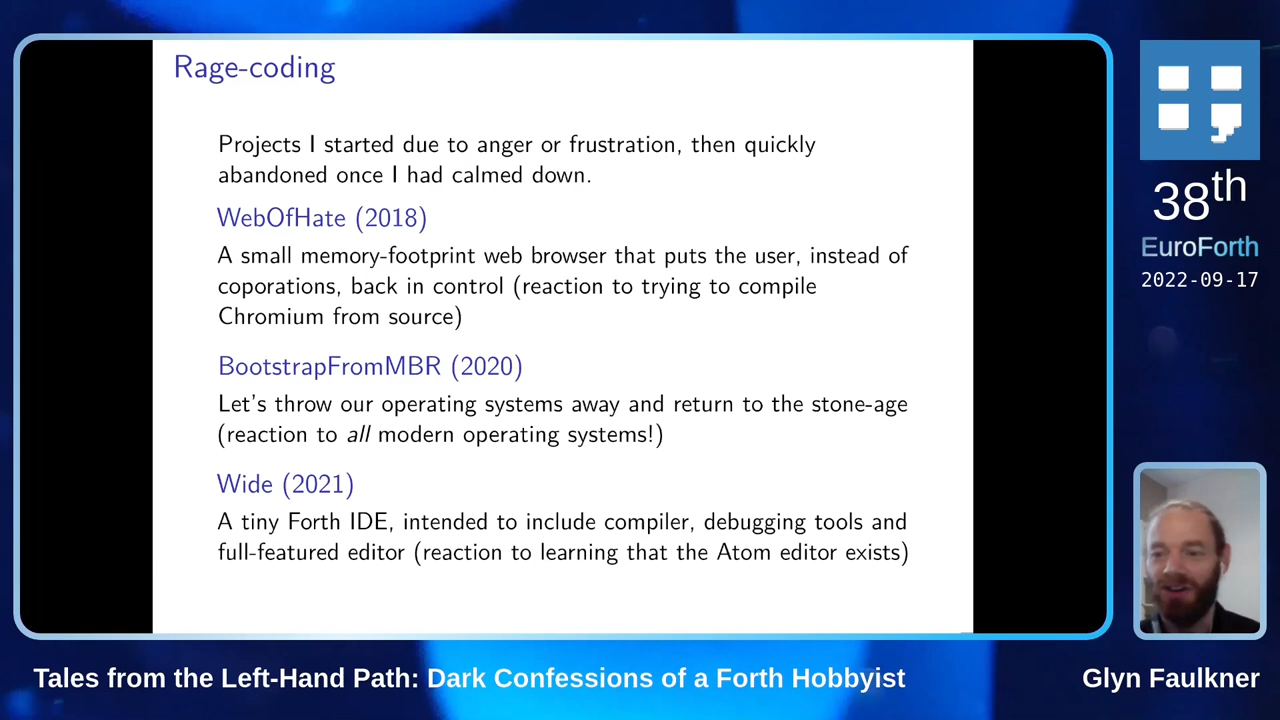 Rage-coding
Projects I started due to anger or frustration, then quickly
abandoned once I had calmed down.
WebOfHate (2018)
A small memory-footprint web browser that puts the user, instead of
coporations, back in control (reaction to trying to compile
Chromium from source)
BootstrapFromMBR (2020)
Let's throw our operating systems away and return to the stone-age
(reaction to all modern operating systems!)
Wide (2021)
A tiny Forth IDE, intended to include compiler, debugging tools and
full-featured editor (reaction to learning that the Atom editor exists)
38th
EuroForth
2022-09-17
Tales from the Left-Hand Path: Dark Confessions of a Forth Hobbyist
Glyn Faulkner